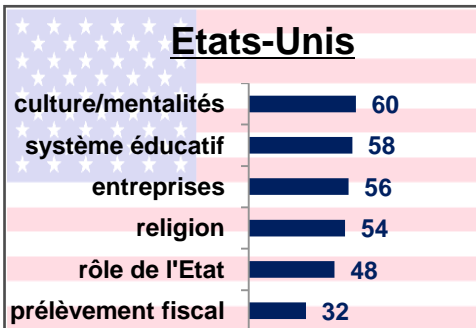 Etats-Unis
culture/mentalités 60
système éducatif 58
entreprises 56
religion 54
rôle de l'Etat 48
prélèvement fiscal 32